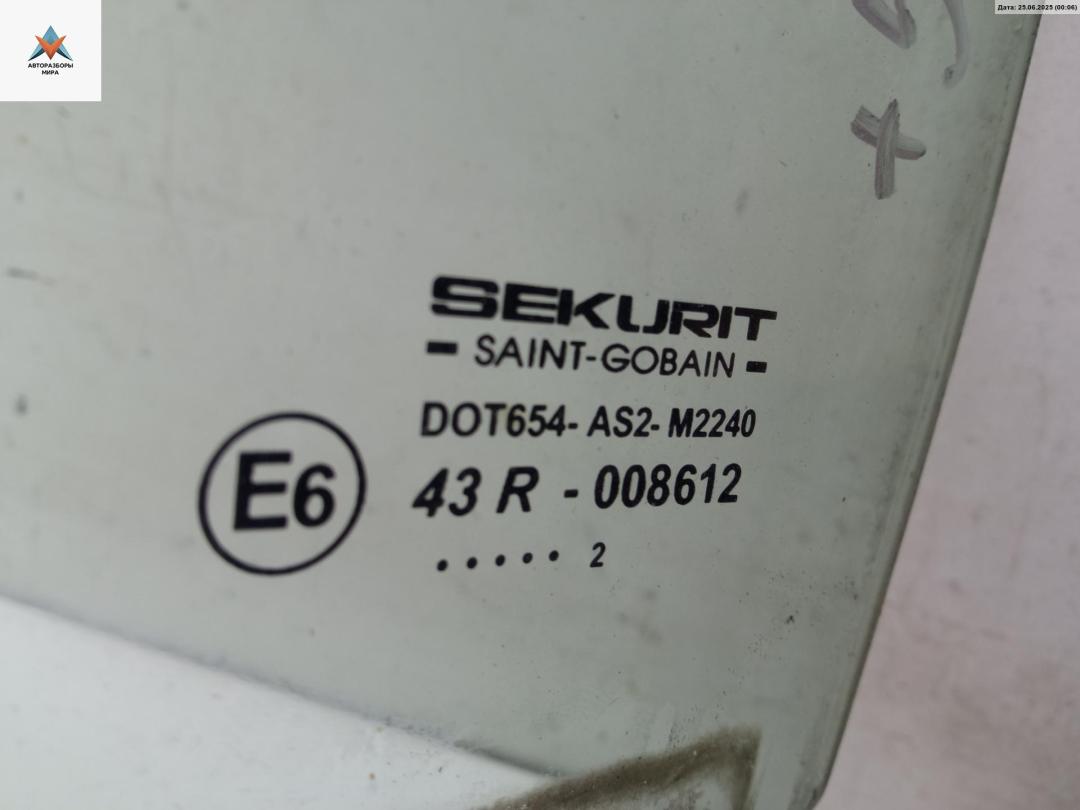 АВТОРАЗБОРЫ
МИРА
Дата: 25.06.2025 (00:06)
SEKURIT
- SAINT-GOBAIN -
DOT654- AS2- M2240
E6
43 R - 008612
..... 2